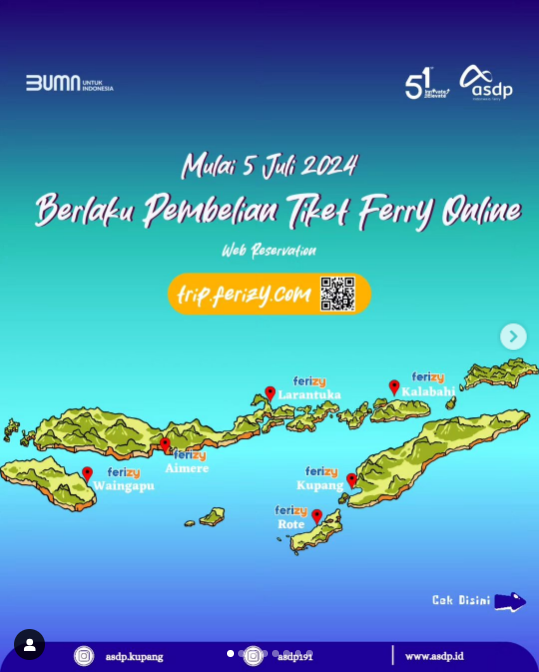 BUMN UNTUK INDONESIA
51
asdp
Mulai 5 Juli 2024
Berlaku Pembelian Tiket Ferry Online
Web Reservation
trip.ferizy.com
ferizy
Kalabahi
ferizy
Larantuka
ferizy
Aimere
ferizy
Waingapu
ferizy
Kupang
ferizy
Rote
Cek Disini
asdp.kupang
asdp191
www.asdp.id